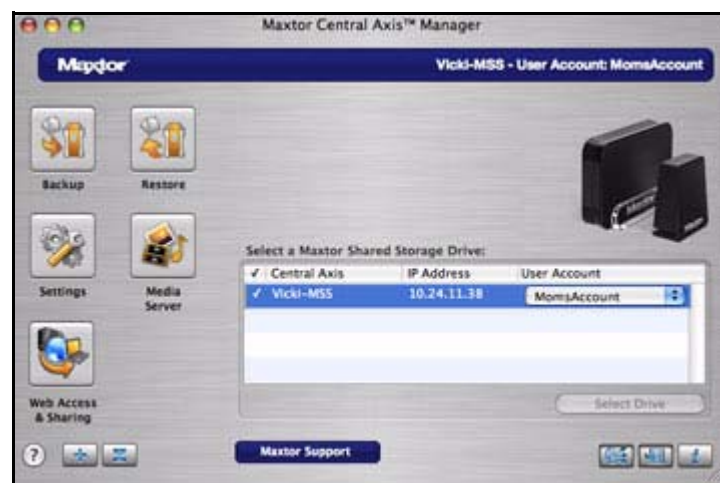 Maxtor Central Axis™ Manager
Maxtor
Vicki-MSS - User Account: MomsAccount
Backup
Restore
Settings
Media Server
Web Access & Sharing
Select a Maxtor Shared Storage Drive:
✓ Central Axis IP Address User Account
✓ Vicki-MSS 10.24.11.38 MomsAccount
Select Drive
? Maxtor Support